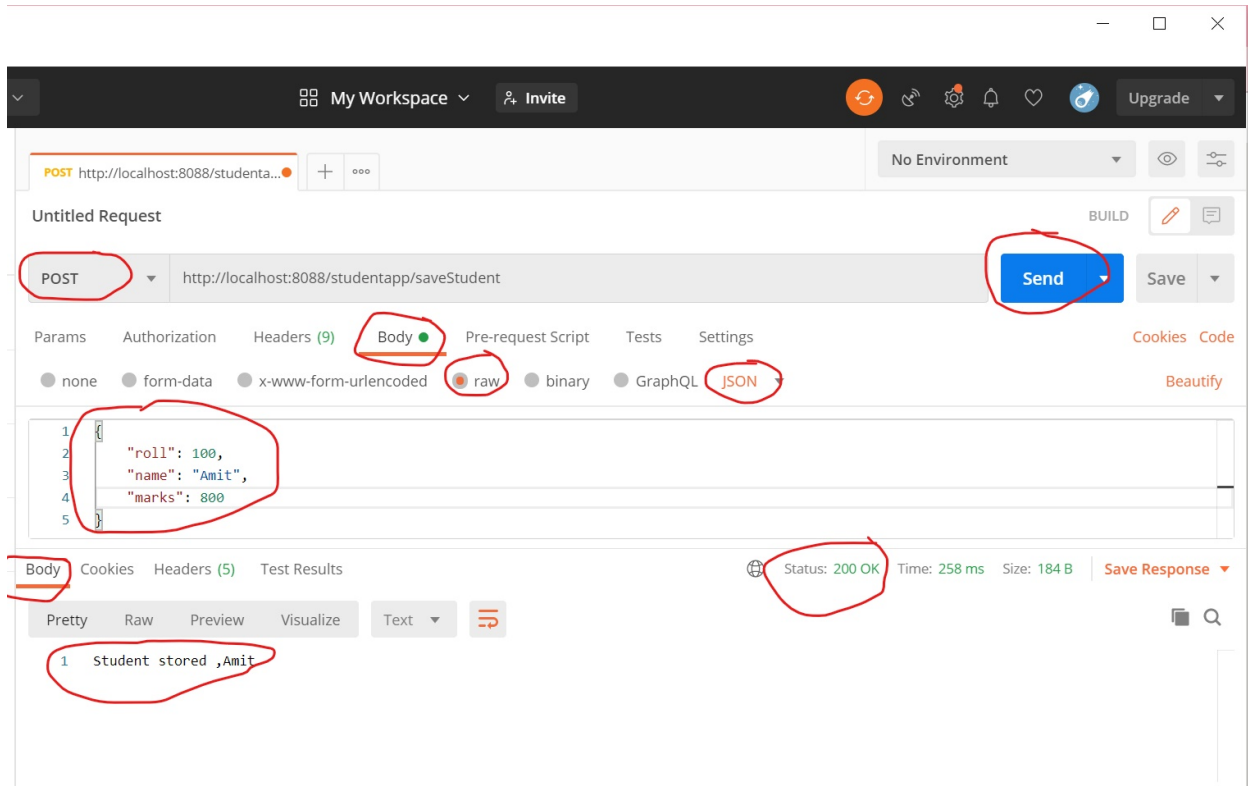 My Workspace Invite Upgrade
POST http://localhost:8088/studenta... No Environment
Untitled Request BUILD
POST http://localhost:8088/studentapp/saveStudent Send Save
Params Authorization Headers (9) Body Pre-request Script Tests Settings Cookies Code
none form-data x-www-form-urlencoded raw binary GraphQL JSON Beautify
1 {
2 "roll": 100,
3 "name": "Amit",
4 "marks": 800
5 }
Body Cookies Headers (5) Test Results Status: 200 OK Time: 258 ms Size: 184 B Save Response
Pretty Raw Preview Visualize Text
1 Student stored ,Amit